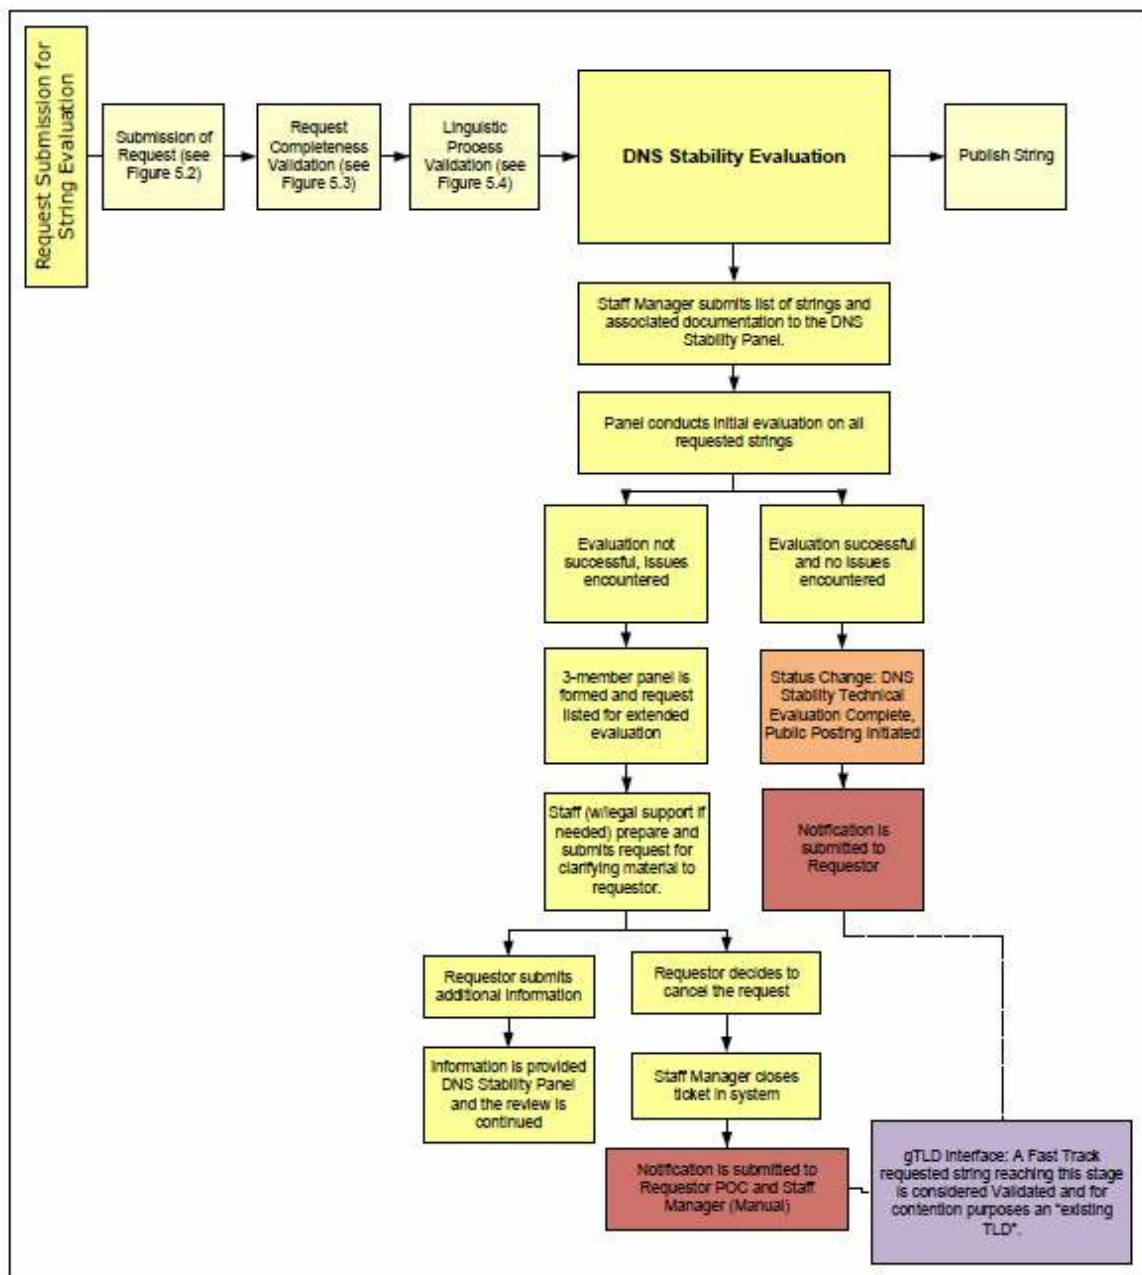 Request Submission for
String Evaluation
Submission of
Request (see
Figure 5.2)
Request
Completeness
Validation (see
Figure 5.3)
Linguistic
Process
Validation (see
Figure 5.4)
DNS Stability Evaluation
Publish String
Staff Manager submits list of strings and
associated documentation to the DNS
Stability Panel.
Panel conducts initial evaluation on all
requested strings
Evaluation not
successful, issues
encountered
Evaluation successful
and no issues
encountered
3-member panel is
formed and request
listed for extended
evaluation
Status Change: DNS
Stability Technical
Evaluation Complete,
Public Posting Initiated
Staff (w/legal support if
needed) prepare and
submits request for
clarifying material to
requestor.
Notification is
submitted to
Requestor
Requestor submits
additional information
Requestor decides to
cancel the request
Information is provided
DNS Stability Panel
and the review is
continued
Staff Manager closes
ticket in system
Notification is submitted to
Requestor POC and Staff
Manager (Manual)
gTLD Interface: A Fast Track
requested string reaching this stage
is considered Validated and for
contention purposes an "existing
TLD".